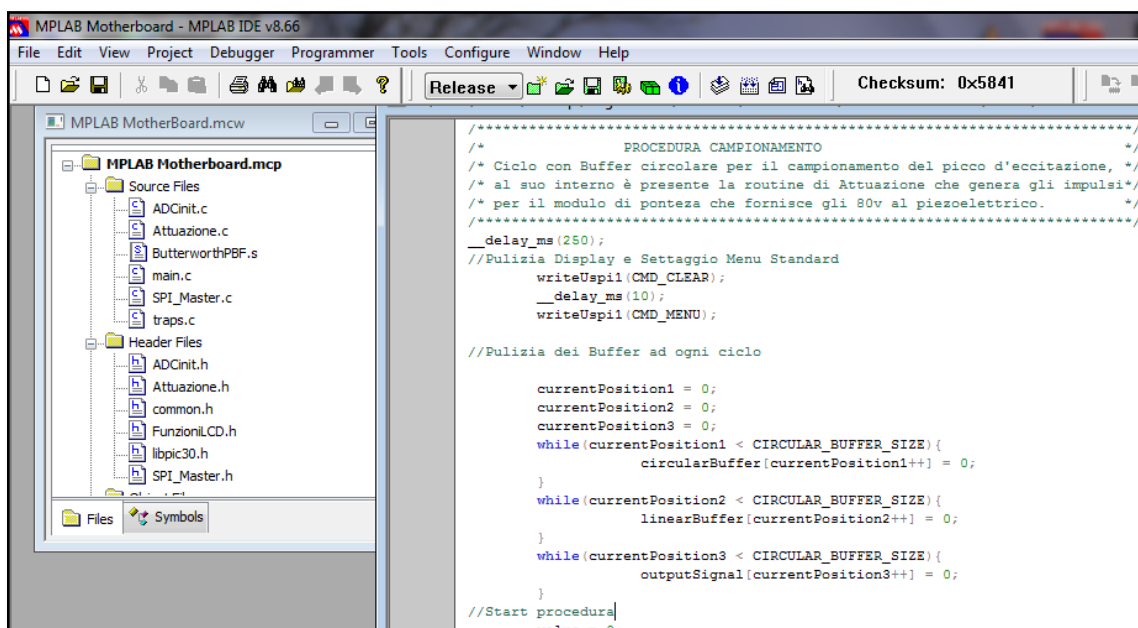 MPLAB Motherboard - MPLAB IDE v8.66
File Edit View Project Debugger Programmer Tools Configure Window Help
Release Checksum: 0x5841
MPLAB MotherBoard.mcw
MPLAB Motherboard.mcp
Source Files
ADCinit.c
Attuazione.c
ButterworthPBF.s
main.c
SPI_Master.c
traps.c
Header Files
ADCinit.h
Attuazione.h
common.h
FunzioniLCD.h
libpic30.h
SPI_Master.h
Files Symbols
/**********************************************************************/
/* PROCEDURA CAMPIONAMENTO */
/* Ciclo con Buffer circolare per il campionamento del picco d'eccitazione, */
/* al suo interno è presente la routine di Attuazione che genera gli impulsi*/
/* per il modulo di ponteza che fornisce gli 80v al piezoelettrico. */
/**********************************************************************/
__delay_ms(250);
//Pulizia Display e Settaggio Menu Standard
writeUspi1(CMD_CLEAR);
__delay_ms(10);
writeUspi1(CMD_MENU);
//Pulizia dei Buffer ad ogni ciclo
currentPosition1 = 0;
currentPosition2 = 0;
currentPosition3 = 0;
while(currentPosition1 < CIRCULAR_BUFFER_SIZE){
circularBuffer[currentPosition1++] = 0;
}
while(currentPosition2 < CIRCULAR_BUFFER_SIZE){
linearBuffer[currentPosition2++] = 0;
}
while(currentPosition3 < CIRCULAR_BUFFER_SIZE){
outputSignal[currentPosition3++] = 0;
}
//Start procedura